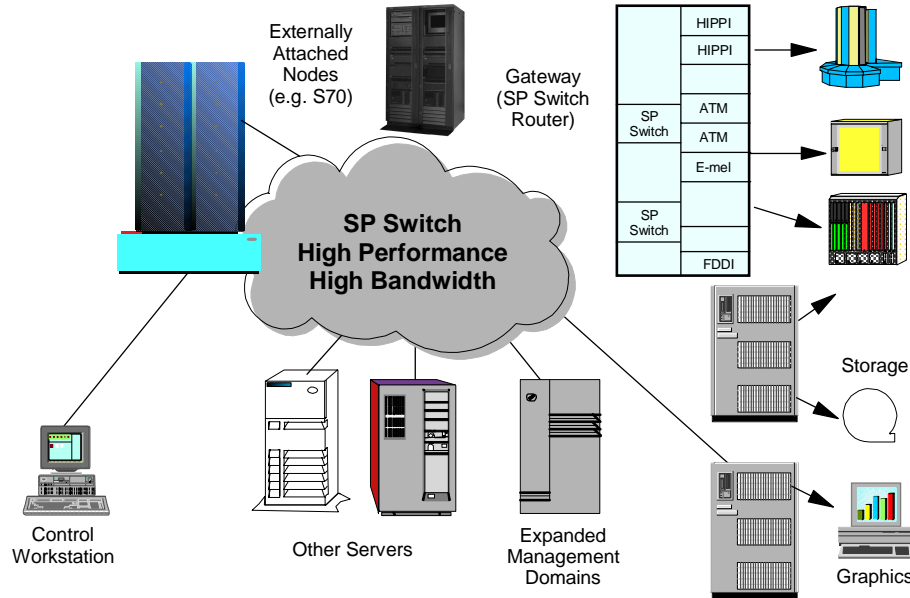 Externally
Attached
Nodes
(e.g. S70)
Gateway
(SP Switch
Router)
HIPPI
HIPPI
ATM
SP
Switch
ATM
E-mel
SP
Switch
FDDI
SP Switch
High Performance
High Bandwidth
Storage
Control
Workstation
Other Servers
Expanded
Management
Domains
Graphics